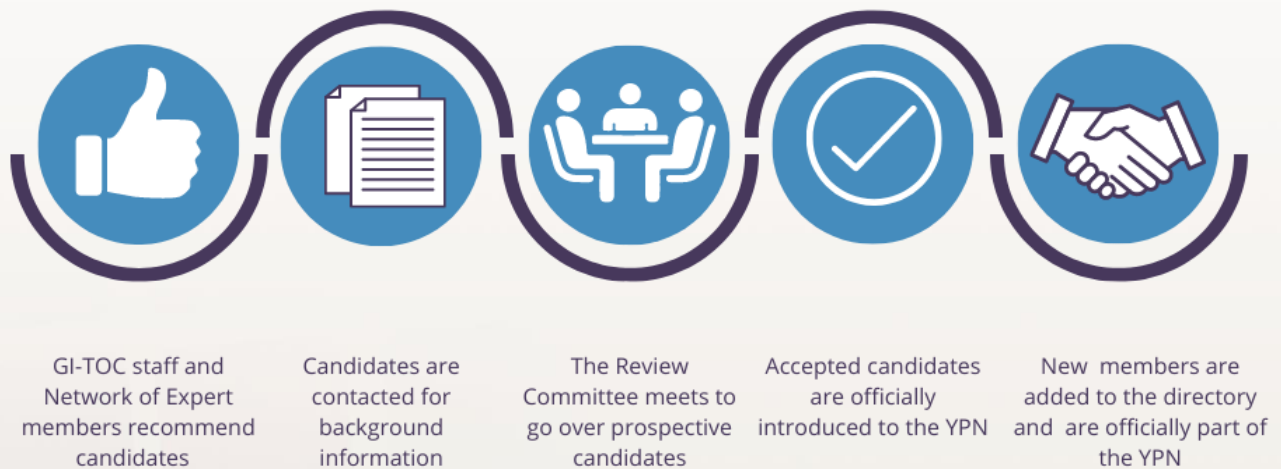 GI-TOC staff and
Network of Expert
members recommend
candidates
Candidates are
contacted for
background
information
The Review
Committee meets to
go over prospective
candidates
Accepted candidates
are officially
introduced to the YPN
New  members are
added to the directory
and  are officially part of
the YPN